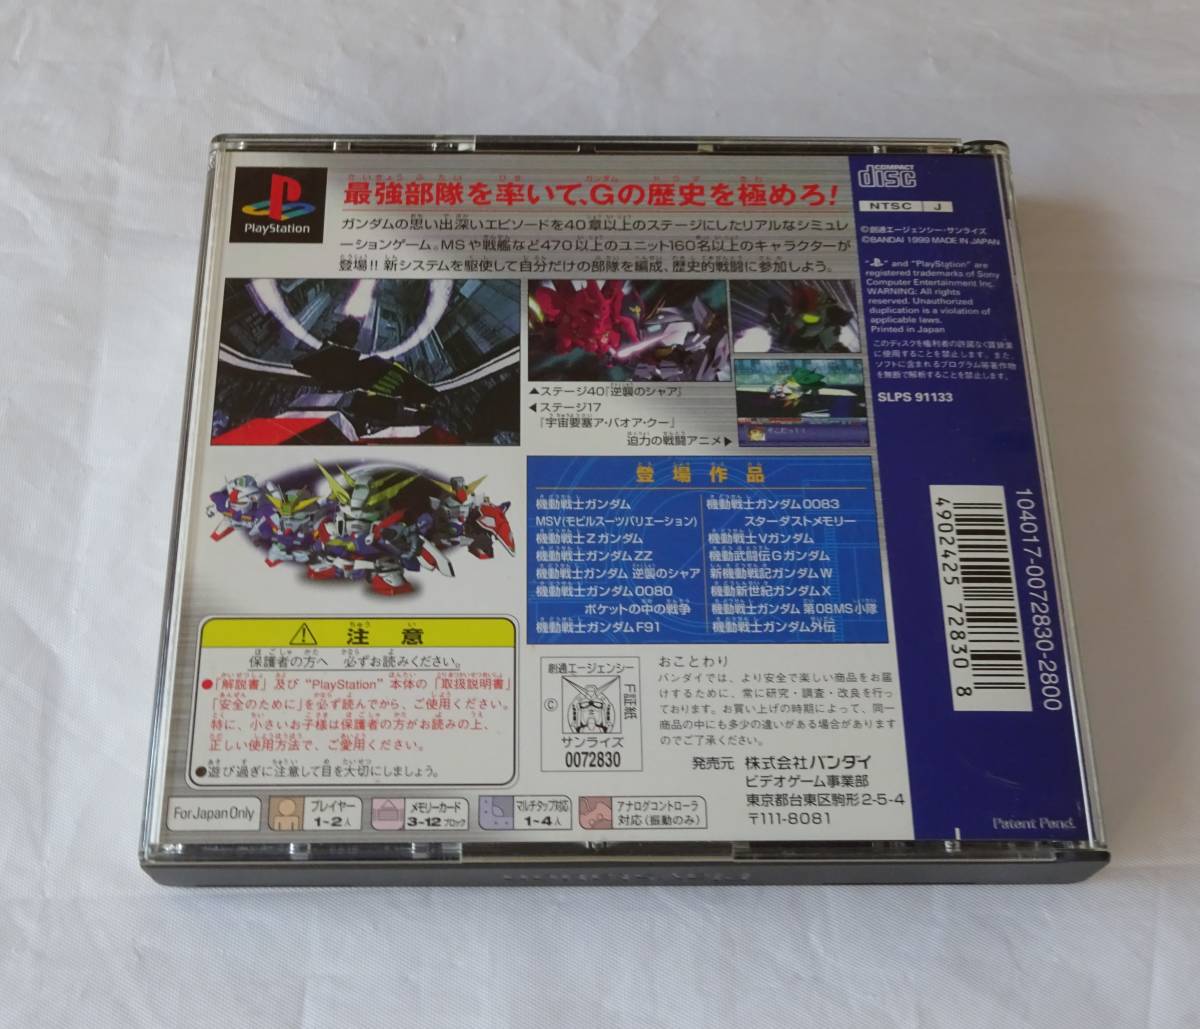 PlayStation
最強部隊を率いて、Gの歴史を極めろ!
ガンダムの思い出深いエピソードを40章以上のステージにしたリアルなシミュレ
ーションゲーム。MSや戦艦など470以上のユニット160名以上のキャラクターが
登場!! 新システムを駆使して自分だけの部隊を編成、歴史的戦闘に参加しよう。
▲ステージ40『逆襲のシャア』
◀ステージ17
『宇宙要塞ア・バオア・クー』
迫力の戦闘アニメ▶
登場作品
機動戦士ガンダム
MSV(モビルスーツバリエーション)
機動戦士Zガンダム
機動戦士ガンダムZZ
機動戦士ガンダム 逆襲のシャア
機動戦士ガンダム0080
ポケットの中の戦争
機動戦士ガンダムF91
機動戦士ガンダム0083
スターダストメモリー
機動戦士Vガンダム
機動武闘伝Gガンダム
新機動戦記ガンダムW
機動新世紀ガンダムX
機動戦士ガンダム 第08MS小隊
機動戦士ガンダム外伝
⚠ 注意
保護者の方へ 必ずお読みください。
●「解説書」及び "PlayStation" 本体の「取扱説明書」
「安全のために」を必ず読んでから、ご使用ください。
特に、小さいお子様は保護者の方がお読みの上、
正しい使用方法で、ご愛用ください。
●遊び過ぎに注意して目を大切にしましょう。
創通エージェンシー
©
F証紙
サンライズ
0072830
おことわり
バンダイでは、より安全で楽しい商品をお届
けするために、常に研究・調査・改良を行っ
ております。お買い上げの時期によって、同一
商品の中にも多少の違いがある場合があります
のでご了承ください。
発売元 株式会社バンダイ
ビデオゲーム事業部
東京都台東区駒形2-5-4
〒111-8081
For Japan Only
プレイヤー
1~2人
メモリーカード
3~12ブロック
マルチタップ対応
1~4人
アナログコントローラ
対応(振動のみ)
COMPACT
disc
NTSC J
©創通エージェンシー・サンライズ
©BANDAI 1999 MADE IN JAPAN
"PS" and "PlayStation" are
registered trademarks of Sony
Computer Entertainment Inc.
WARNING: All rights
reserved. Unauthorized
duplication is a violation of
applicable laws.
Printed in Japan
このディスクを権利者の許諾なく賃貸業
に使用することを禁止します。また、
ソフトに含まれるプログラム等著作物
を無断で解析することを禁止します。
SLPS 91133
4902425 728308
104017-0072830-2800
Patent Pend.